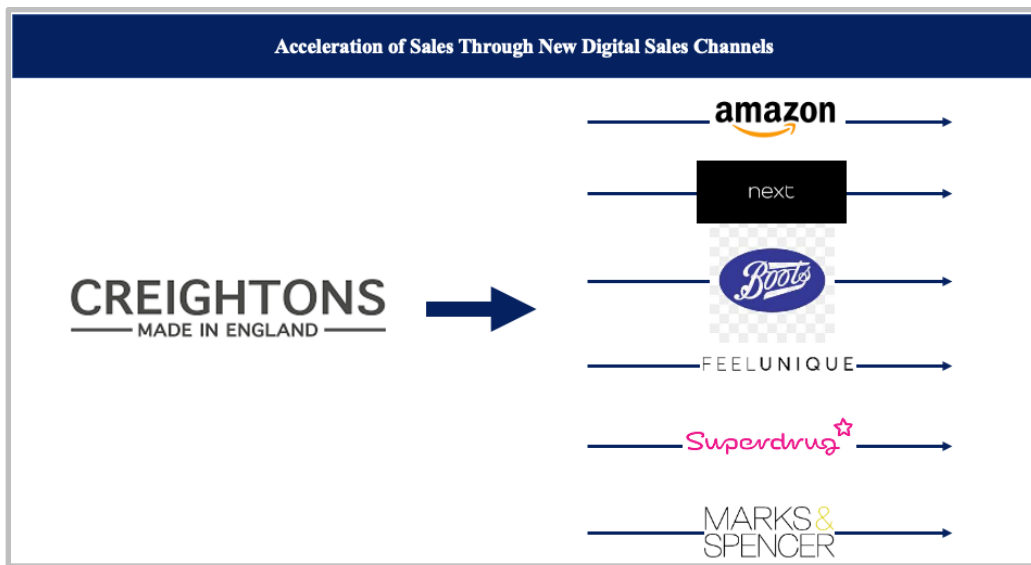 Acceleration of Sales Through New Digital Sales Channels
amazon
next
Boots
CREIGHTONS
MADE IN ENGLAND
FEELUNIQUE
Superdrug
MARKS&
SPENCER